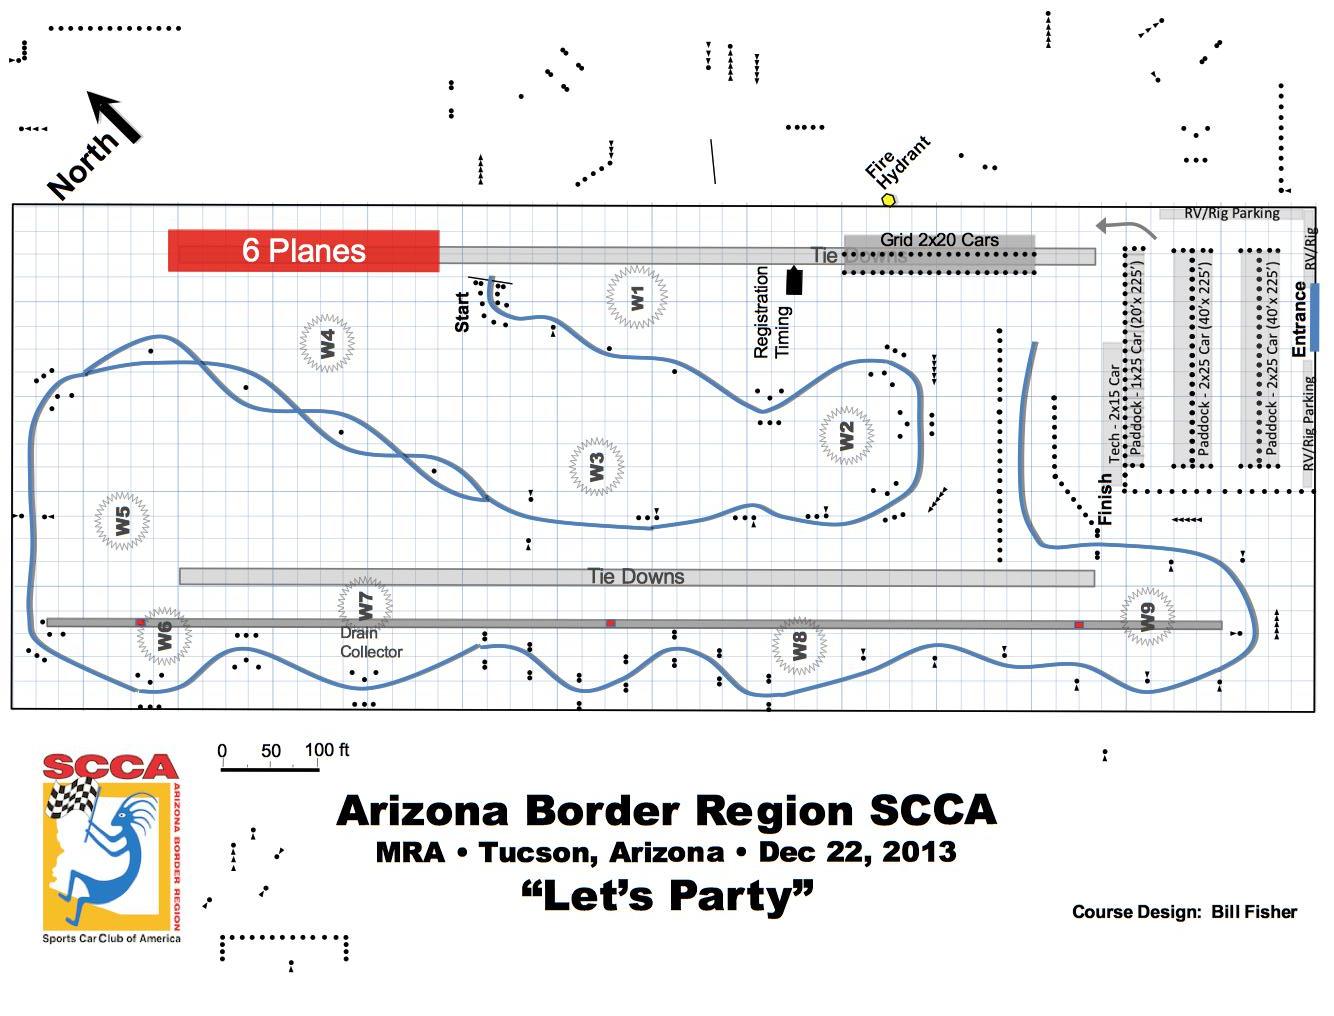 North
Fire
Hydrant
RV/Rig Parking
6 Planes
Grid 2x20 Cars
Tie Downs
RV/Rig
Start
W1
Registration
Timing
Entrance
W4
Tech - 2x15 Car
Paddock - 1x25 Car (20'x 225')
Paddock - 2x25 Car (40'x 225')
Paddock - 2x25 Car (40'x 225')
RV/Rig Parking
W2
W3
Finish
W5
Tie Downs
W7
W6
Drain
Collector
W8
W9
0 50 100 ft
SCCA
ARIZONA BORDER REGION
Sports Car Club of America
Arizona Border Region SCCA
MRA • Tucson, Arizona • Dec 22, 2013
“Let’s Party”
Course Design: Bill Fisher